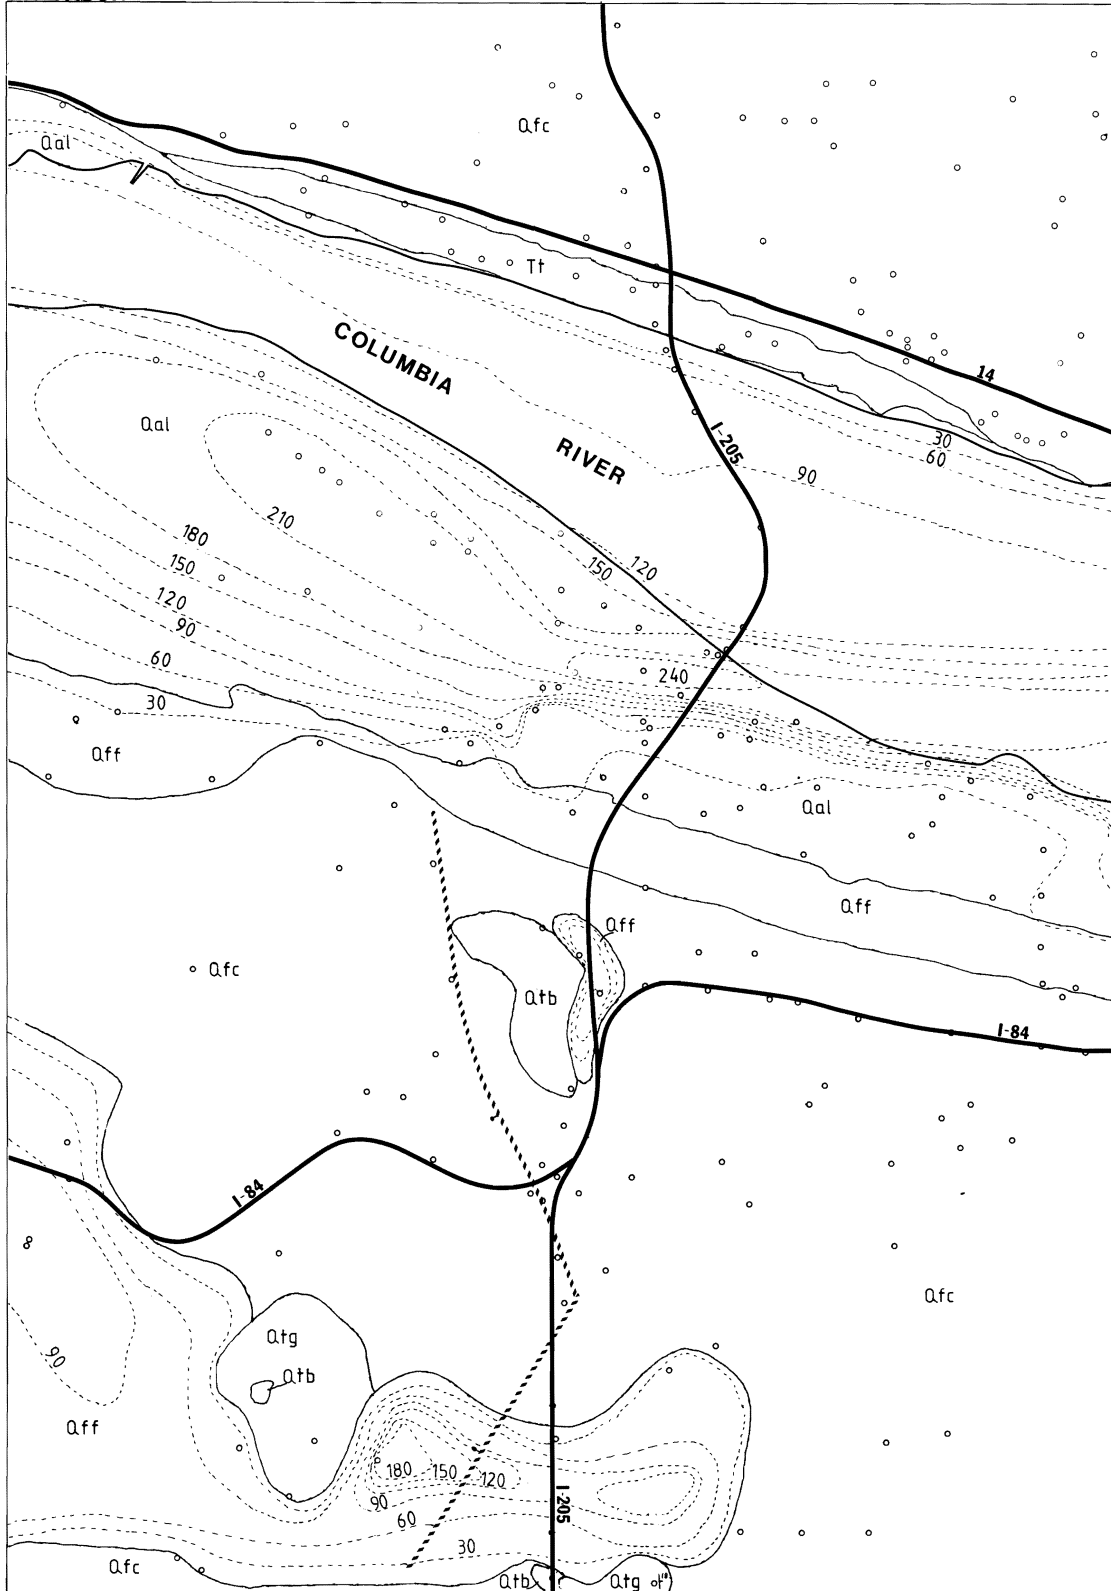 Qfc
Qal
Tt
COLUMBIA
14
30
I-205
RIVER
60
90
Qal
210
180
150
120
150
120
90
60
240
30
Qff
Qal
Qff
Qff
Qfc
Qtb
I-84
I-84
Qfc
Qtg
Qtb
90
Qff
180
150
120
90
I-205
60
30
Qfc
Qtb
Qtg